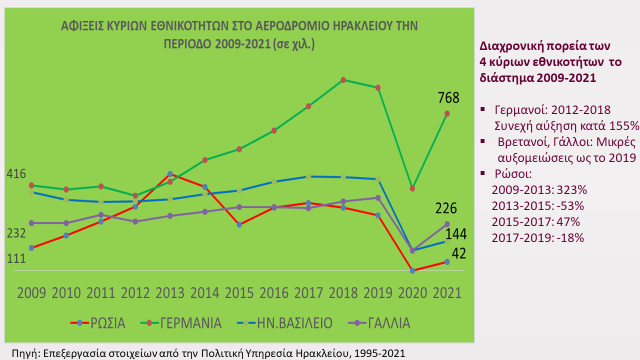 ΑΦΙΞΕΙΣ ΚΥΡΙΩΝ ΕΘΝΙΚΟΤΗΤΩΝ ΣΤΟ ΑΕΡΟΔΡΟΜΙΟ ΗΡΑΚΛΕΙΟΥ ΤΗΝ
ΠΕΡΙΟΔΟ 2009-2021 (σε χιλ.)
768
416
232
111
226
144
42
2009 2010 2011 2012 2013 2014 2015 2016 2017 2018 2019 2020 2021
ΡΩΣΙΑ ΓΕΡΜΑΝΙΑ ΗΝ.ΒΑΣΙΛΕΙΟ ΓΑΛΛΙΑ
Πηγή: Επεξεργασία στοιχείων από την Πολιτική Υπηρεσία Ηρακλείου, 1995-2021
Διαχρονική πορεία των
4 κύριων εθνικοτήτων το
διάστημα 2009-2021
▪ Γερμανοί: 2012-2018
Συνεχή αύξηση κατά 155%
▪ Βρετανοί, Γάλλοι: Μικρές
αυξομειώσεις ως το 2019
▪ Ρώσοι:
2009-2013: 323%
2013-2015: -53%
2015-2017: 47%
2017-2019: -18%